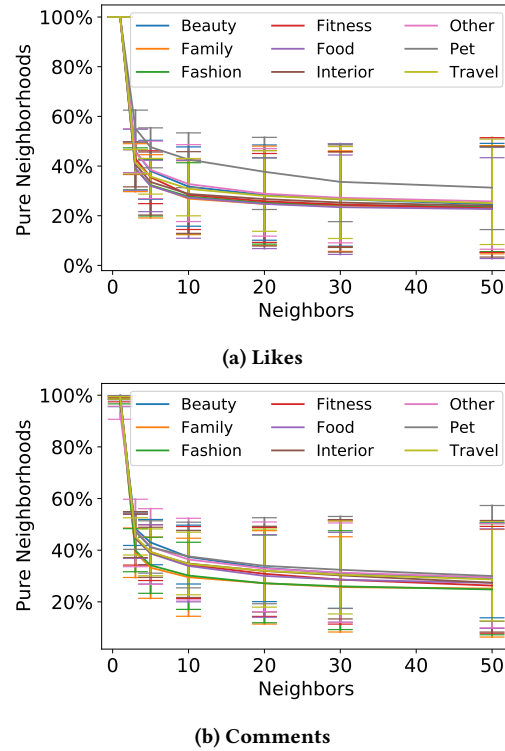 100%
80%
60%
40%
20%
0%
Pure Neighborhoods
Beauty Fitness Other
Family Food Pet
Fashion Interior Travel
0 10 20 30 40 50
Neighbors
(a) Likes
100%
80%
60%
40%
20%
Pure Neighborhoods
Beauty Fitness Other
Family Food Pet
Fashion Interior Travel
0 10 20 30 40 50
Neighbors
(b) Comments